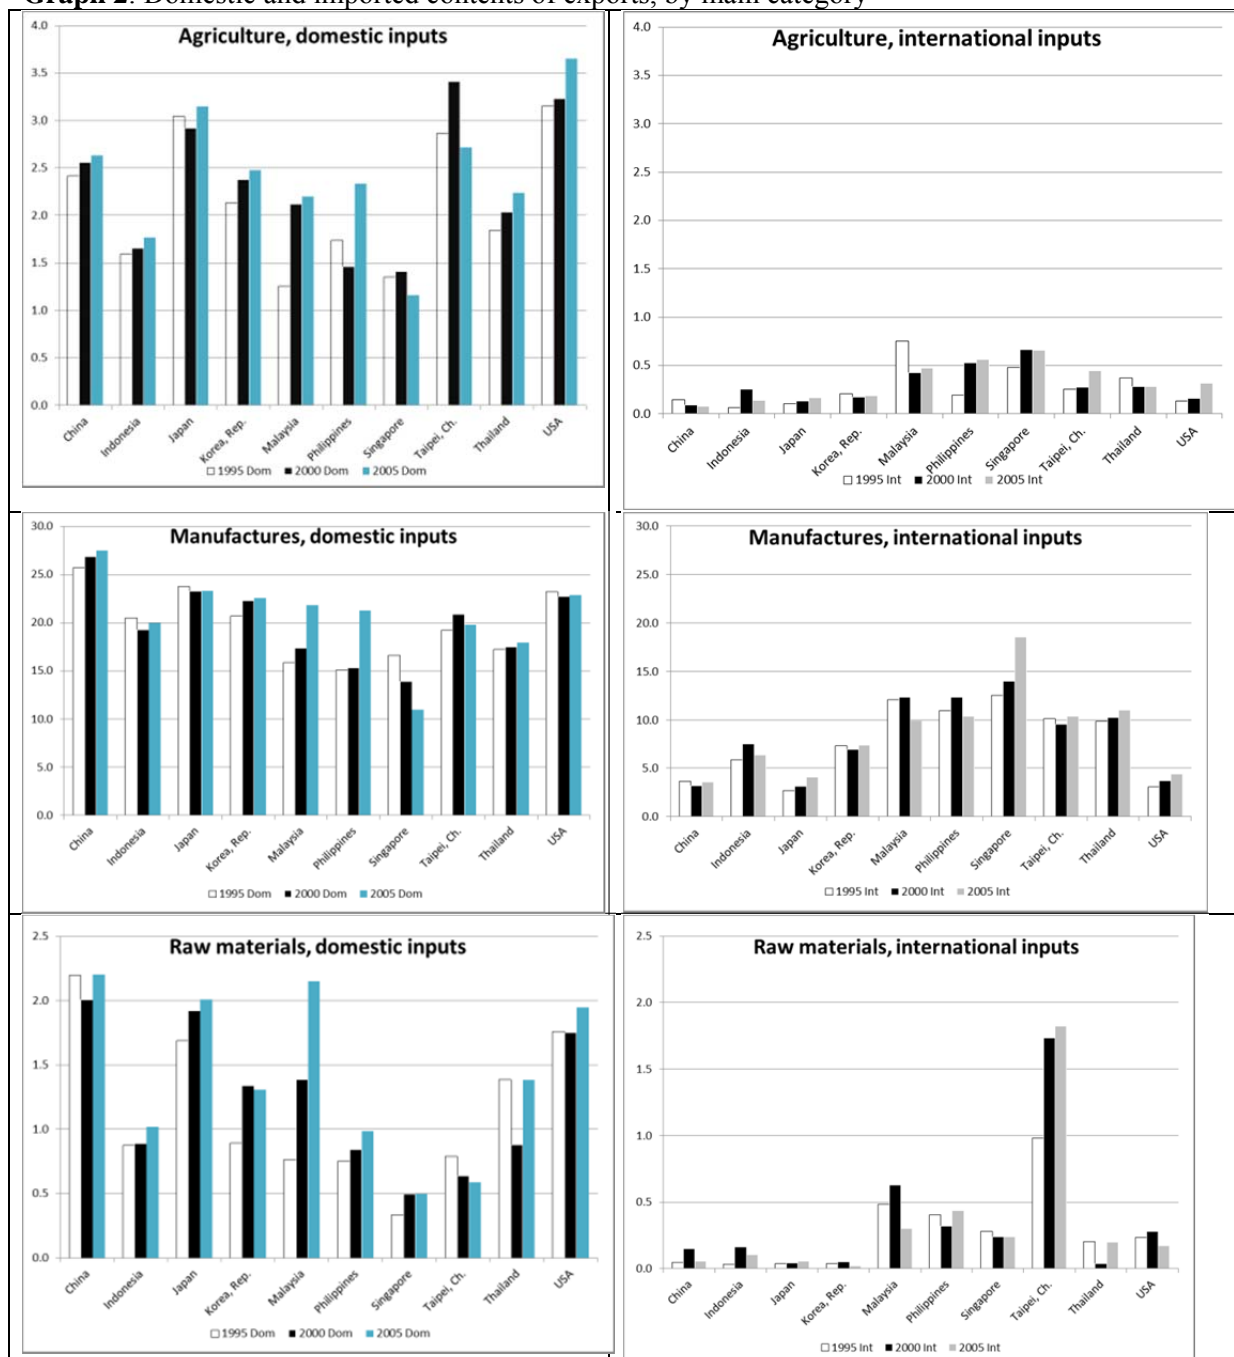 Graph 2: Domestic and imported contents of exports, by main category
Agriculture, domestic inputs
4.0
3.5
3.0
2.5
2.0
1.5
1.0
0.5
0.0
China
Indonesia
Japan
Korea, Rep.
Malaysia
Philippines
Singapore
Taipei, Ch.
Thailand
USA
1995 Dom 2000 Dom 2005 Dom
Agriculture, international inputs
4.0
3.5
3.0
2.5
2.0
1.5
1.0
0.5
0.0
China
Indonesia
Japan
Korea, Rep.
Malaysia
Philippines
Singapore
Taipei, Ch.
Thailand
USA
1995 Int 2000 Int 2005 Int
Manufactures, domestic inputs
30.0
25.0
20.0
15.0
10.0
5.0
0.0
China
Indonesia
Japan
Korea, Rep.
Malaysia
Philippines
Singapore
Taipei, Ch.
Thailand
USA
1995 Dom 2000 Dom 2005 Dom
Manufactures, international inputs
30.0
25.0
20.0
15.0
10.0
5.0
0.0
China
Indonesia
Japan
Korea, Rep.
Malaysia
Philippines
Singapore
Taipei, Ch.
Thailand
USA
1995 Int 2000 Int 2005 Int
Raw materials, domestic inputs
2.5
2.0
1.5
1.0
0.5
0.0
China
Indonesia
Japan
Korea, Rep.
Malaysia
Philippines
Singapore
Taipei, Ch.
Thailand
USA
1995 Dom 2000 Dom 2005 Dom
Raw materials, international inputs
2.5
2.0
1.5
1.0
0.5
0.0
China
Indonesia
Japan
Korea, Rep.
Malaysia
Philippines
Singapore
Taipei, Ch.
Thailand
USA
1995 Int 2000 Int 2005 Int